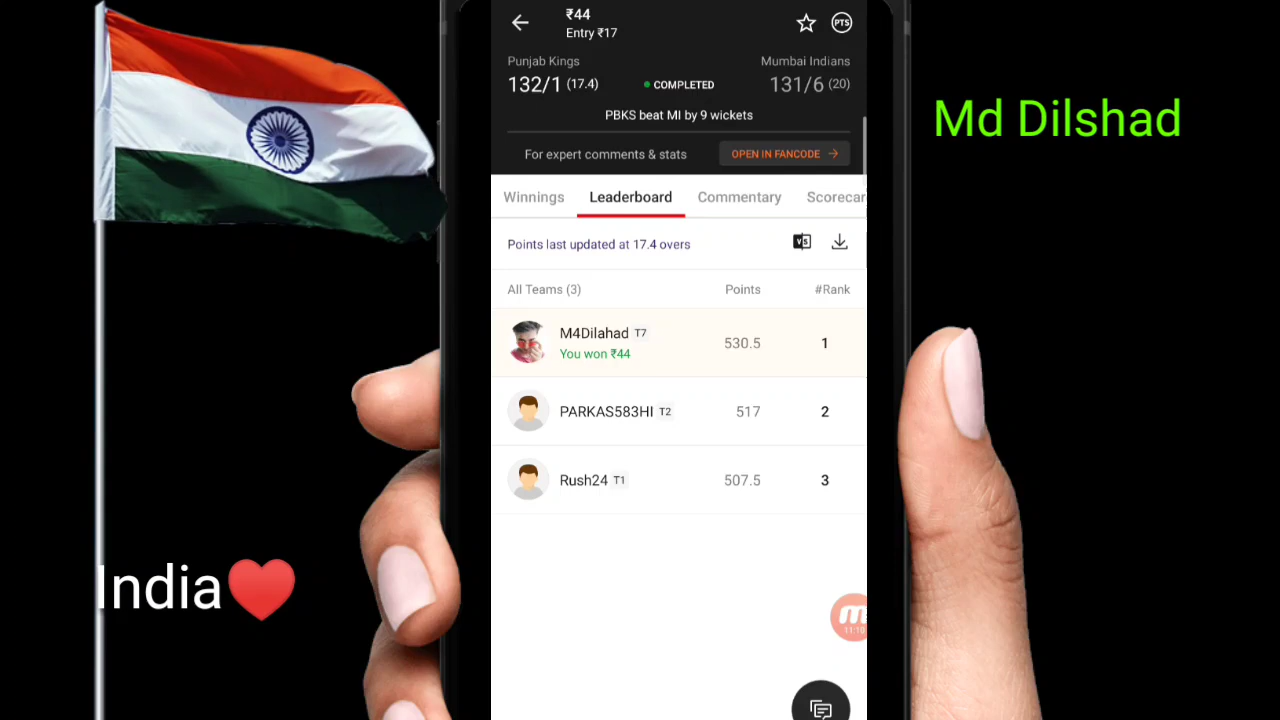 ₹44
Entry ₹17
PTS
Punjab Kings
Mumbai Indians
132/1 (17.4)
COMPLETED
131/6 (20)
PBKS beat MI by 9 wickets
For expert comments & stats
OPEN IN FANCODE →
Winnings
Leaderboard
Commentary
Scorecar
Points last updated at 17.4 overs
VS
All Teams (3)
Points
#Rank
M4Dilahad T7
You won ₹44
530.5
1
PARKAS583HI T2
517
2
Rush24 T1
507.5
3
11:10
Md Dilshad
India❤️